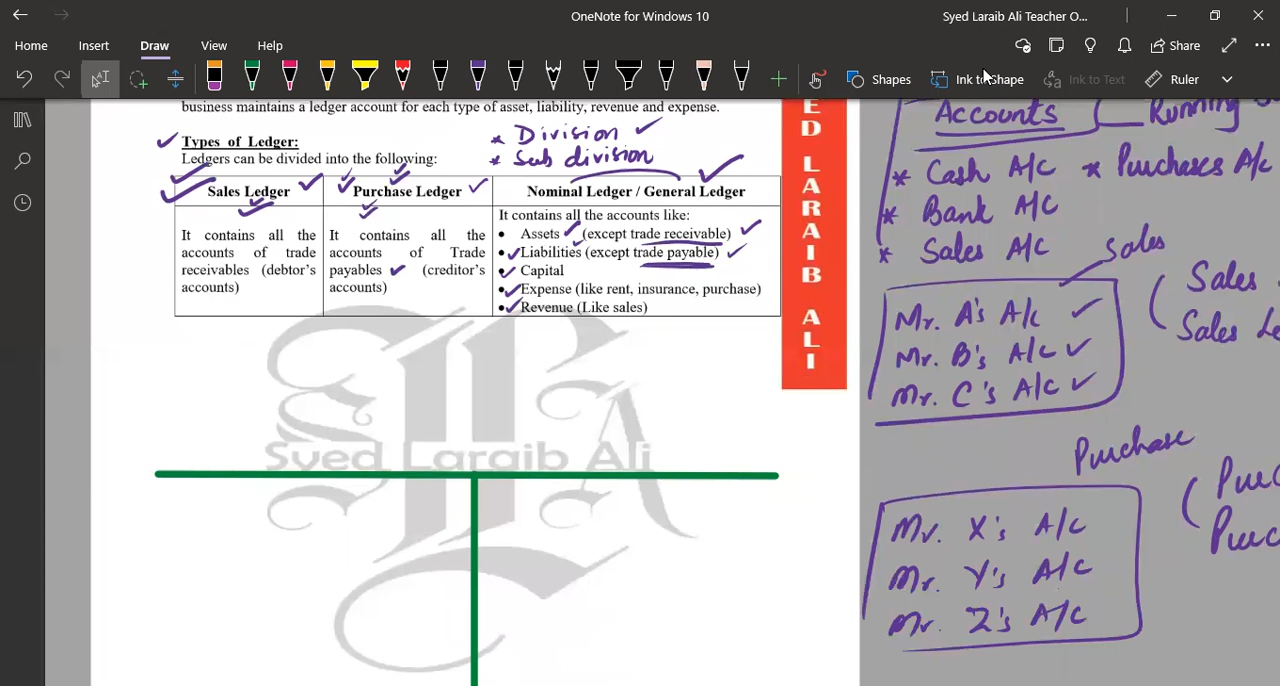 OneNote for Windows 10
Syed Laraib Ali Teacher O...
Home Insert Draw View Help
Share
Shapes
Ink to Shape
Ink to Text
Ruler
business maintains a ledger account for each type of asset, liability, revenue and expense.
Types of Ledger:
* Division
Ledgers can be divided into the following:
* Sub division
Sales Ledger
Purchase Ledger
Nominal Ledger / General Ledger
It contains all the
accounts of trade
receivables (debtor's
accounts)
It contains all the
accounts of Trade
payables (creditor's
accounts)
It contains all the accounts like:
• Assets (except trade receivable)
• Liabilities (except trade payable)
• Capital
• Expense (like rent, insurance, purchase)
• Revenue (Like sales)
ED LARAIB ALI
Syed Laraib Ali
Accounts
Running
* Cash A/C
* Purchases A/C
* Bank A/C
* Sales A/C
Sales
Mr. A's A/C
Mr. B's A/C
Mr. C's A/C
Sales
Sales Le
Purchase
Mr. X's A/C
Mr. Y's A/C
Mr. Z's A/C
Purc
Purc